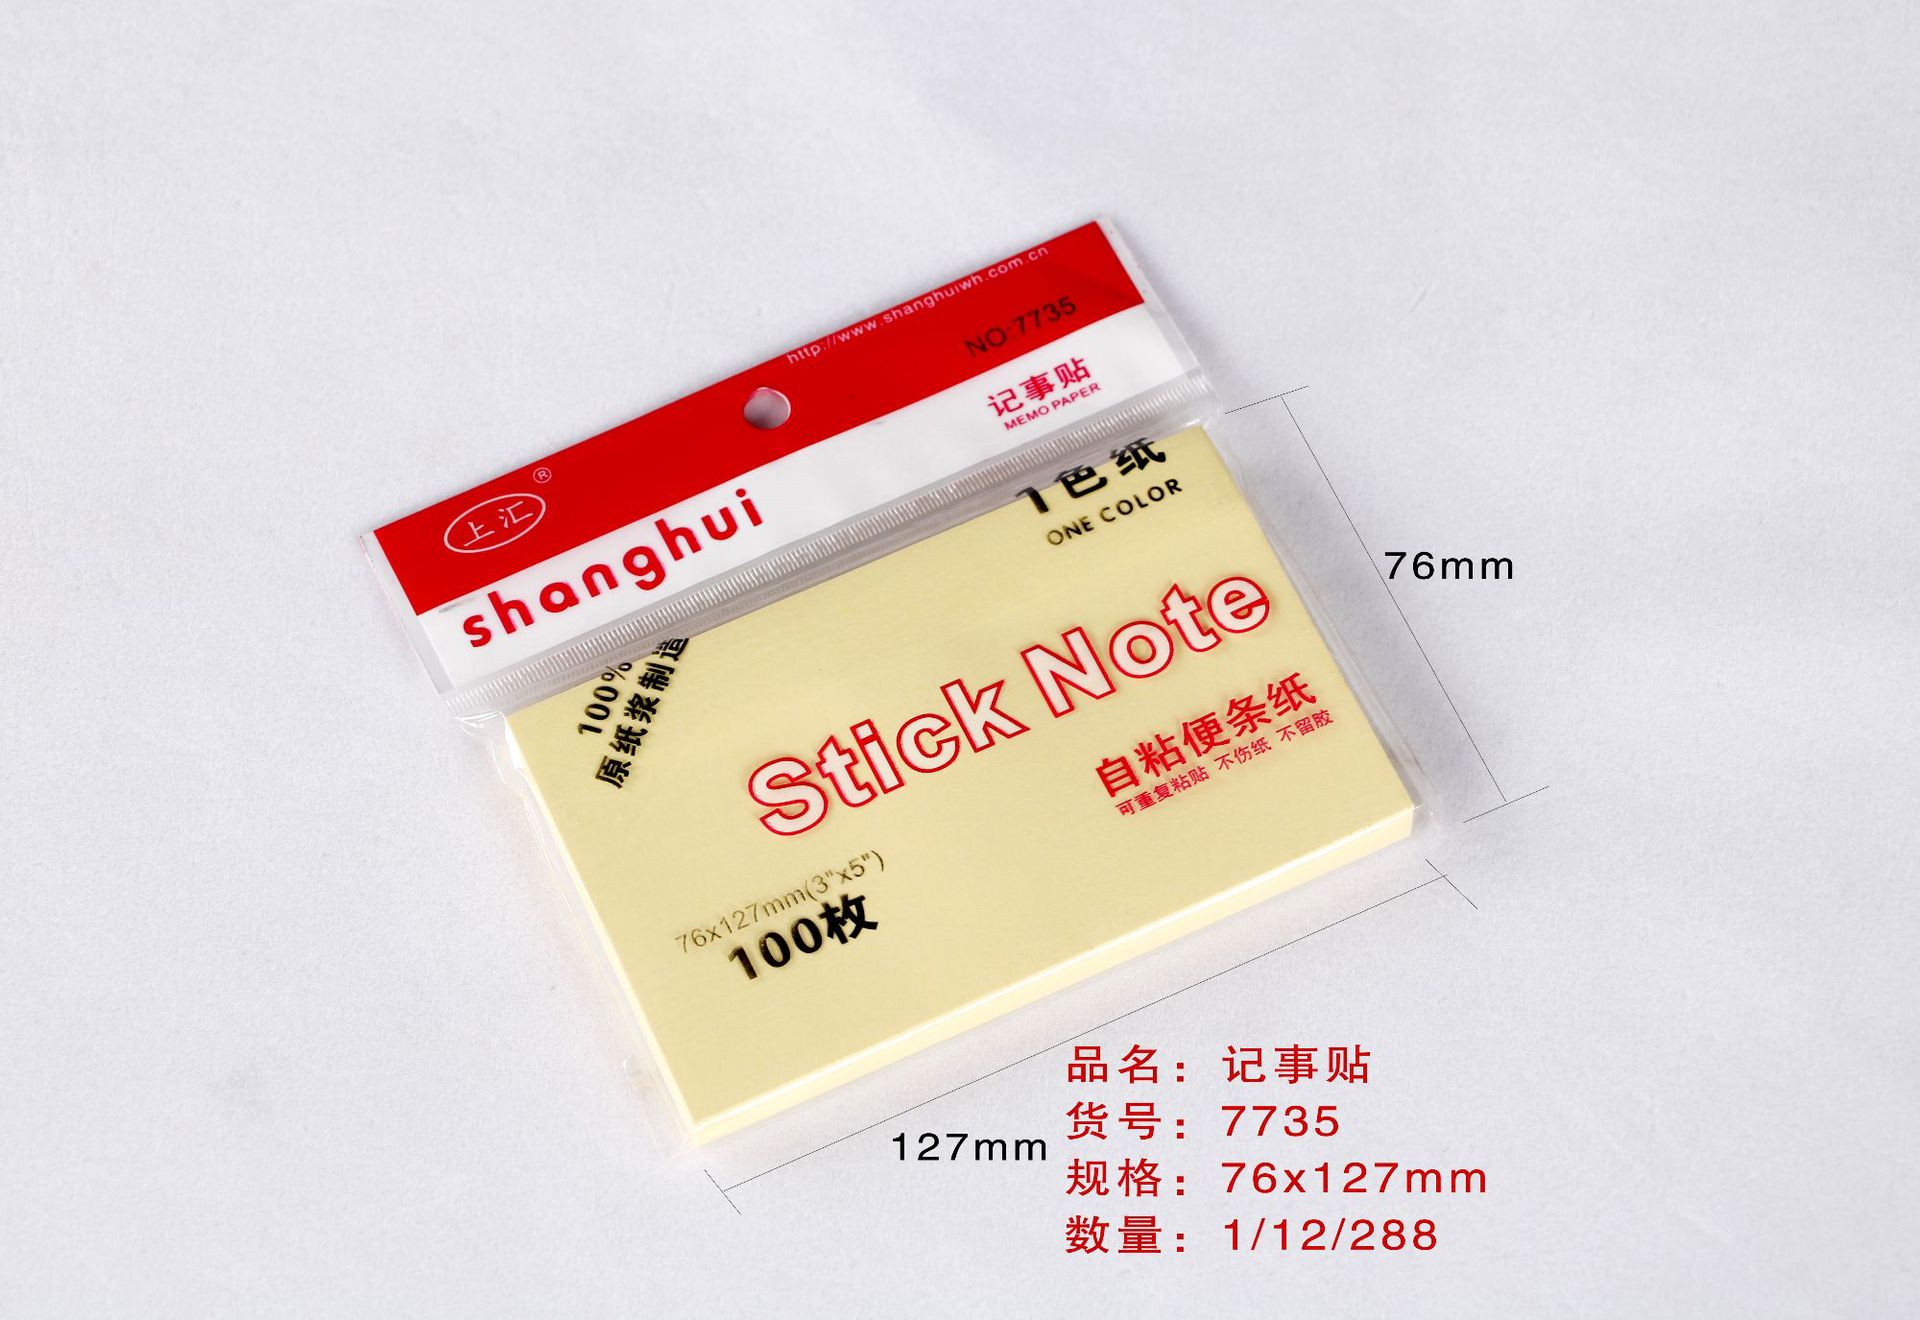 http://www.shanghuiwh.com.cn
NO:7735
记事贴
MEMO PAPER
上汇®
shanghui
1色纸
ONE COLOR
100%
原纸浆制造
Stick Note
自粘便条纸
可重复粘贴 不伤纸 不留胶
76x127mm(3"x5")
100枚
76mm
127mm
品名：记事贴
货号：7735
规格：76x127mm
数量：1/12/288